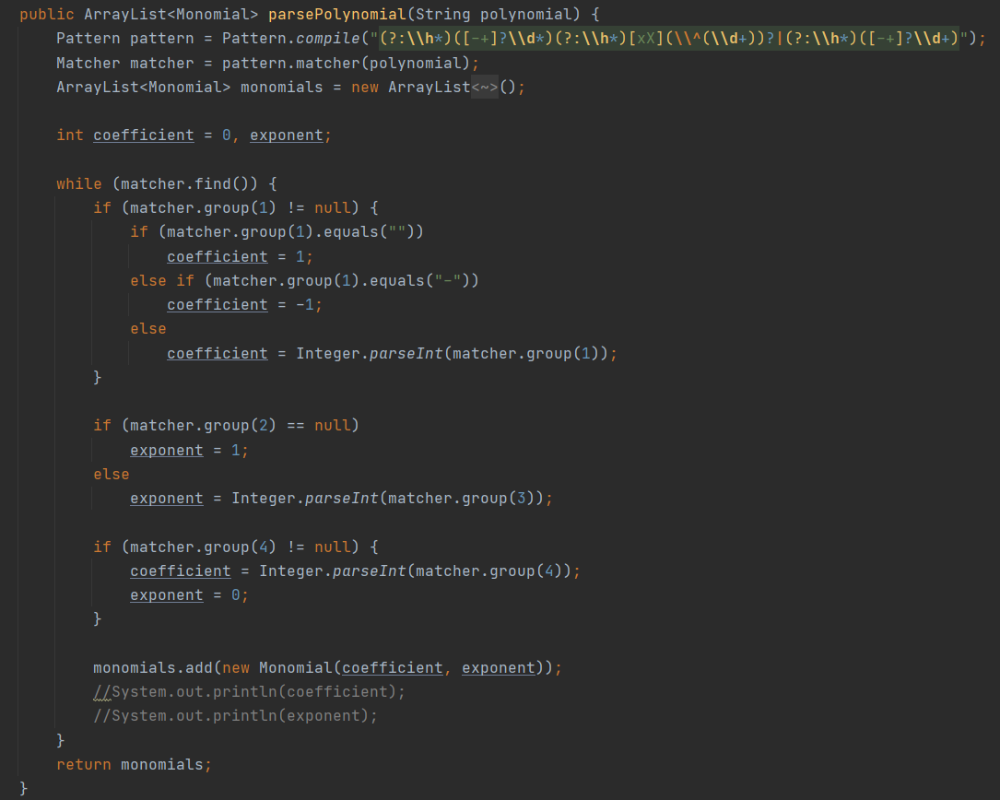 public ArrayList<Monomial> parsePolynomial(String polynomial) {
    Pattern pattern = Pattern.compile("(?:\\h*)([-+]?\\d*)(?:\\h*)[xX](\\^(\\d+))?|(?:\\h*)([-+]?\\d+)");
    Matcher matcher = pattern.matcher(polynomial);
    ArrayList<Monomial> monomials = new ArrayList<~>();

    int coefficient = 0, exponent;

    while (matcher.find()) {
        if (matcher.group(1) != null) {
            if (matcher.group(1).equals(""))
                coefficient = 1;
            else if (matcher.group(1).equals("-"))
                coefficient = -1;
            else
                coefficient = Integer.parseInt(matcher.group(1));
        }

        if (matcher.group(2) == null)
            exponent = 1;
        else
            exponent = Integer.parseInt(matcher.group(3));

        if (matcher.group(4) != null) {
            coefficient = Integer.parseInt(matcher.group(4));
            exponent = 0;
        }

        monomials.add(new Monomial(coefficient, exponent));
        //System.out.println(coefficient);
        //System.out.println(exponent);
    }
    return monomials;
}